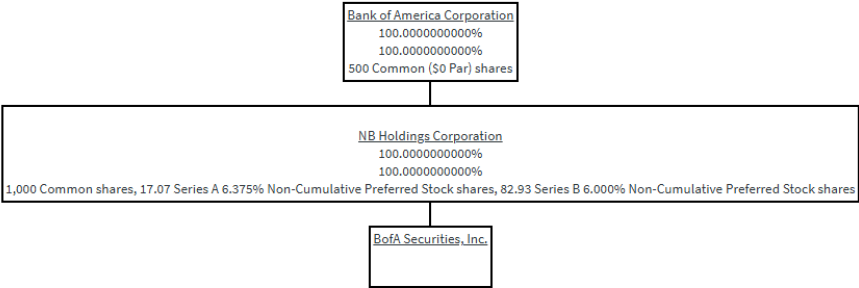 Bank of America Corporation
100.0000000000%
100.0000000000%
500 Common ($0 Par) shares
NB Holdings Corporation
100.0000000000%
100.0000000000%
1,000 Common shares, 17.07 Series A 6.375% Non-Cumulative Preferred Stock shares, 82.93 Series B 6.000% Non-Cumulative Preferred Stock shares
BofA Securities, Inc.